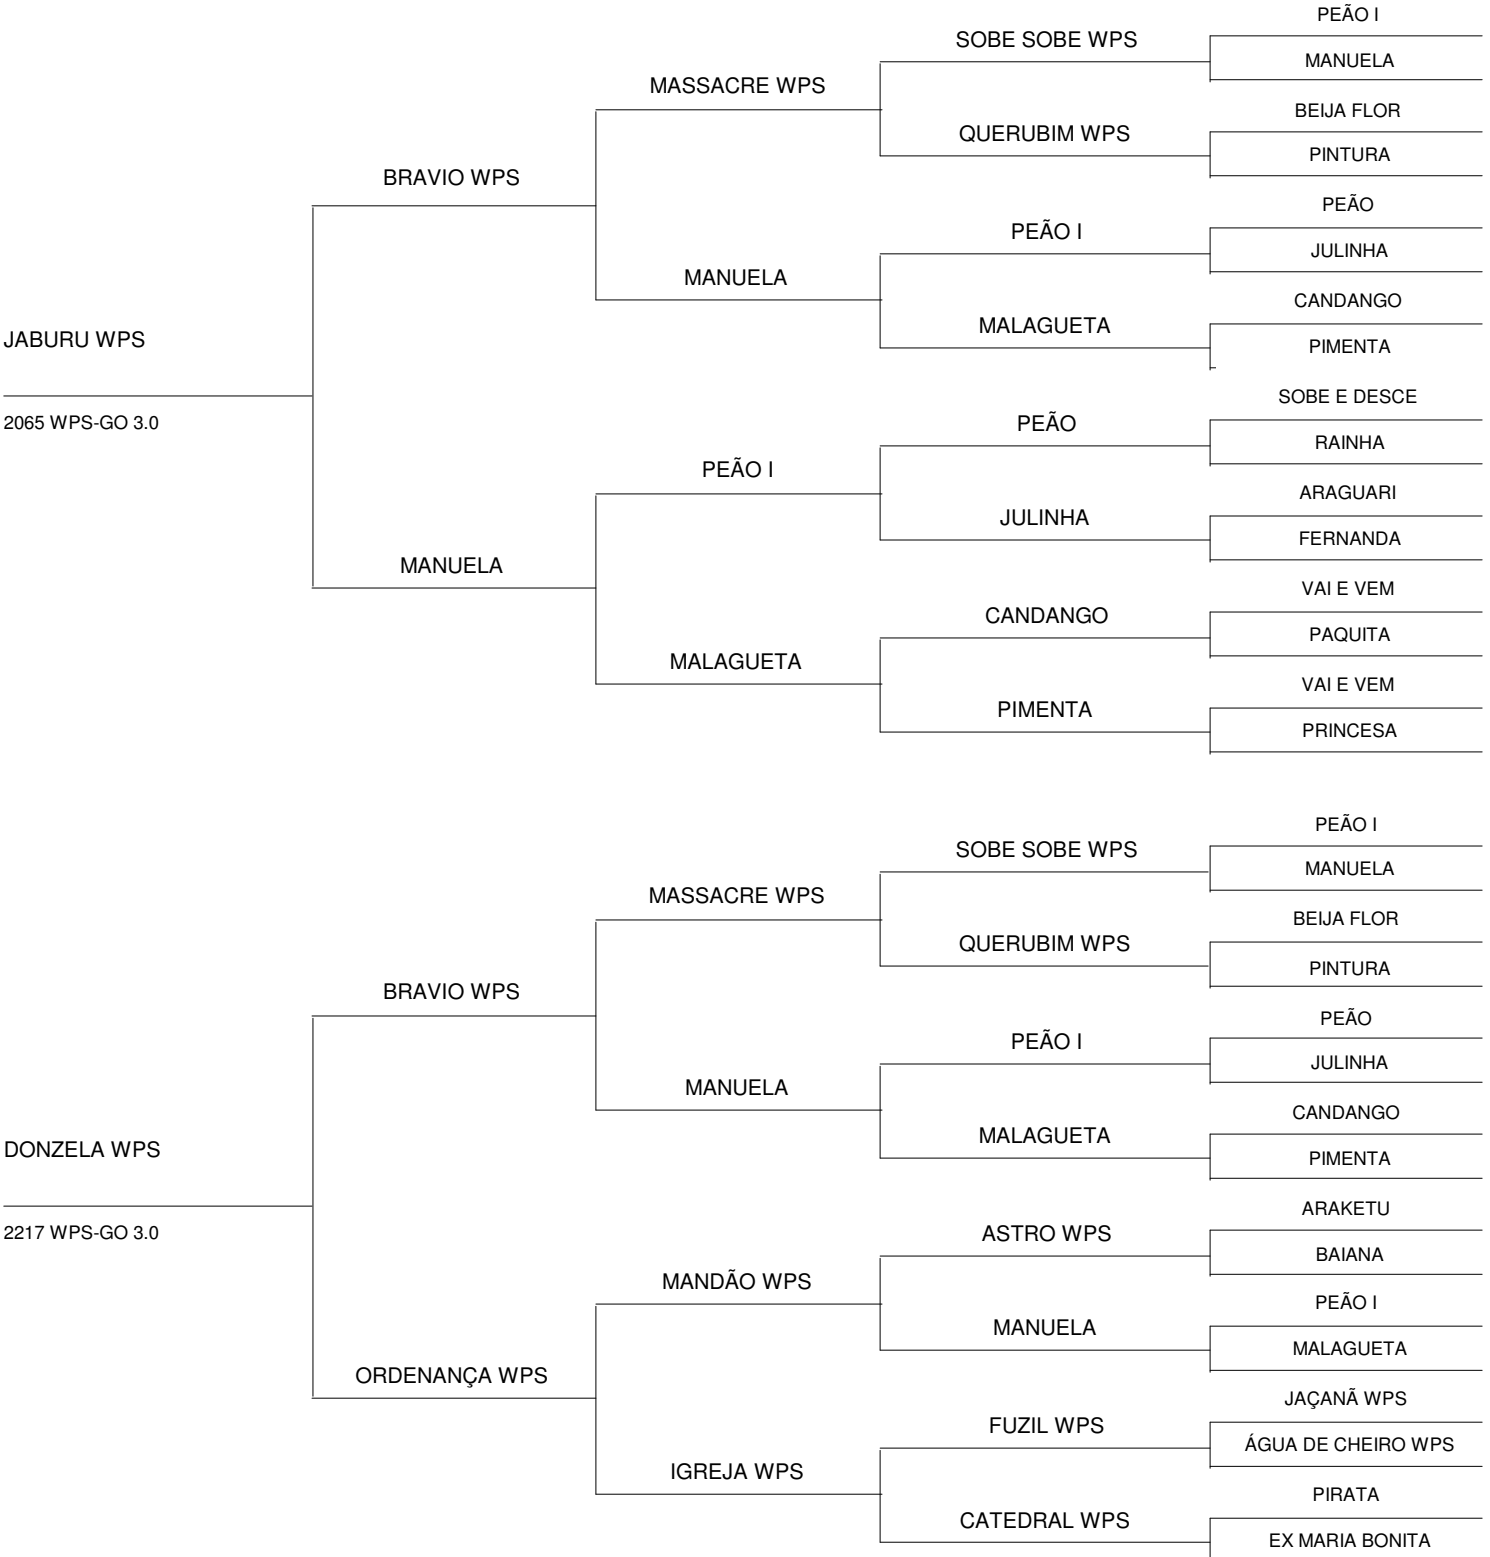 PEÃO I
SOBE SOBE WPS
MANUELA
MASSACRE WPS
BEIJA FLOR
QUERUBIM WPS
PINTURA
BRAVIO WPS
PEÃO
PEÃO I
JULINHA
MANUELA
CANDANGO
MALAGUETA
JABURU WPS
PIMENTA
SOBE E DESCE
2065 WPS-GO 3.0
PEÃO
RAINHA
PEÃO I
ARAGUARI
JULINHA
FERNANDA
MANUELA
VAI E VEM
CANDANGO
PAQUITA
MALAGUETA
VAI E VEM
PIMENTA
PRINCESA
PEÃO I
SOBE SOBE WPS
MANUELA
MASSACRE WPS
BEIJA FLOR
QUERUBIM WPS
PINTURA
BRAVIO WPS
PEÃO
PEÃO I
JULINHA
MANUELA
CANDANGO
MALAGUETA
DONZELA WPS
PIMENTA
ARAKETU
2217 WPS-GO 3.0
ASTRO WPS
BAIANA
MANDÃO WPS
PEÃO I
MANUELA
MALAGUETA
ORDENANÇA WPS
JAÇANÃ WPS
FUZIL WPS
ÁGUA DE CHEIRO WPS
IGREJA WPS
PIRATA
CATEDRAL WPS
EX MARIA BONITA